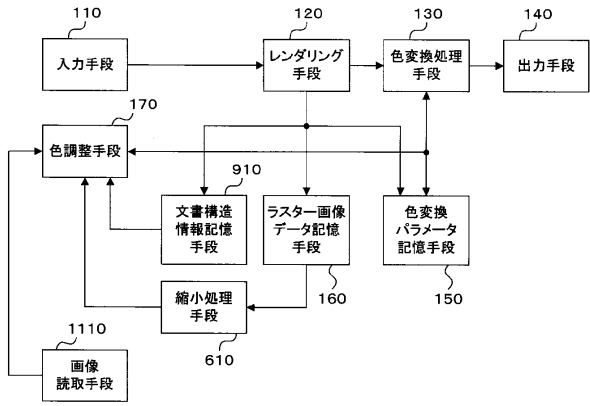 110
入力手段
120
レンダリング
手段
130
色変換処理
手段
140
出力手段
170
色調整手段
910
文書構造
情報記憶
手段
ラスター画像
データ記憶
手段
160
色変換
パラメータ
記憶手段
150
縮小処理
手段
610
1110
画像
読取手段